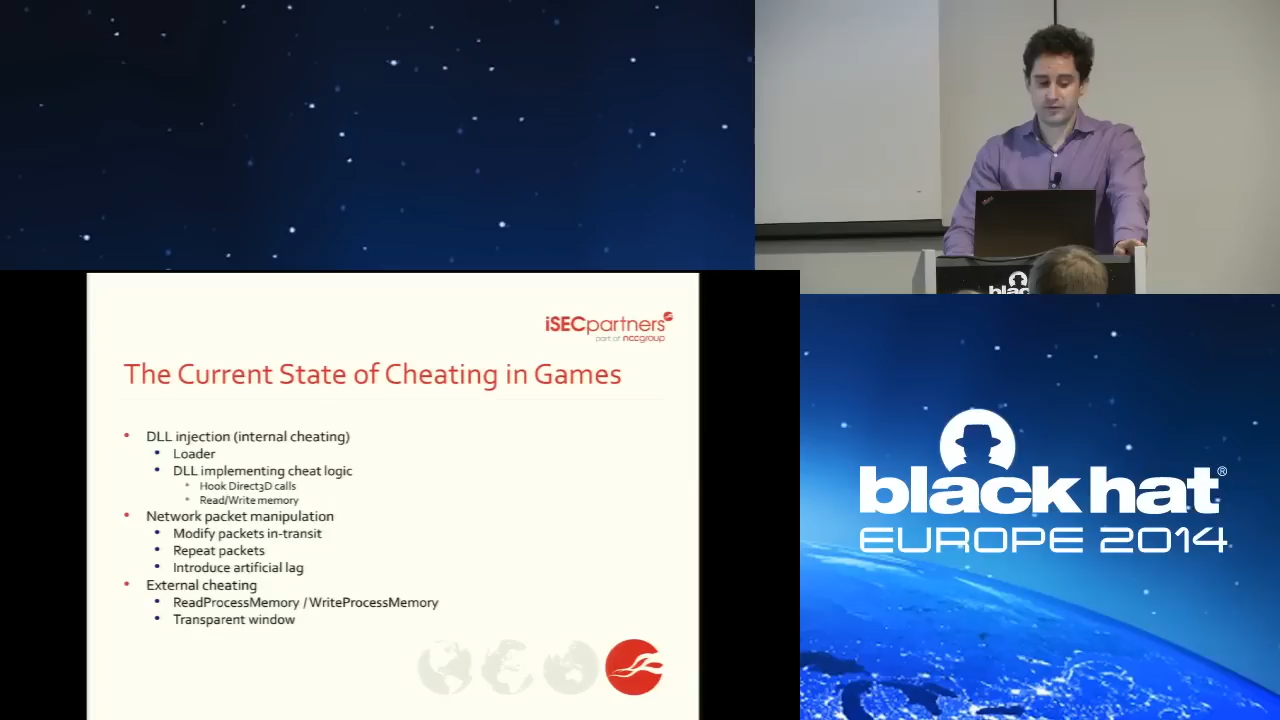 iSECpartners
part of nccgroup
The Current State of Cheating in Games
• DLL injection (internal cheating)
• Loader
• DLL implementing cheat logic
• Hook Direct3D calls
• Read/Write memory
• Network packet manipulation
• Modify packets in-transit
• Repeat packets
• Introduce artificial lag
• External cheating
• ReadProcessMemory / WriteProcessMemory
• Transparent window
black
black hat®
EUROPE 2014